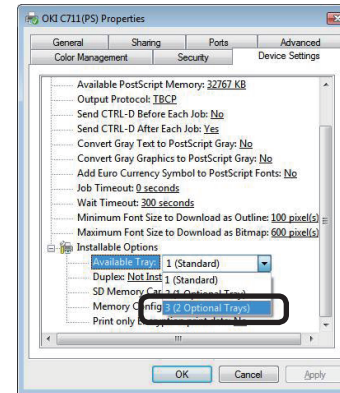 OKI C711(PS) Properties
General Sharing Ports Advanced
Color Management Security Device Settings
Available PostScript Memory: 32767 KB
Output Protocol: TBCP
Send CTRL-D Before Each Job: No
Send CTRL-D After Each Job: Yes
Convert Gray Text to PostScript Gray: No
Convert Gray Graphics to PostScript Gray: No
Add Euro Currency Symbol to PostScript Fonts: No
Job Timeout: 0 seconds
Wait Timeout: 300 seconds
Minimum Font Size to Download as Outline: 100 pixel(s)
Maximum Font Size to Download as Bitmap: 600 pixel(s)
Installable Options
Available Tray: 1 (Standard)
Duplex: Not Inst 1 (Standard)
SD Memory
Memory Config 3 (2 Optional Trays)
Print only
OK Cancel Apply